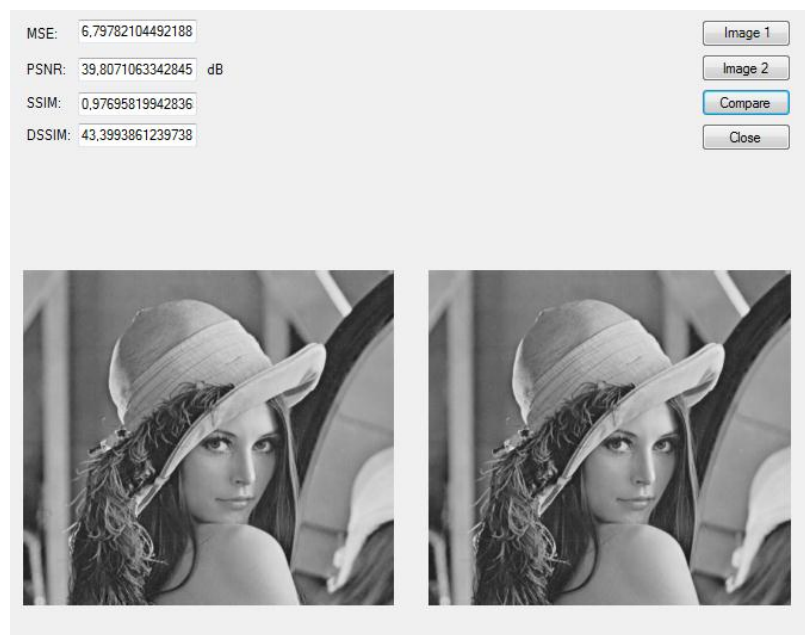 MSE: 6,79782104492188
PSNR: 39,8071063342845 dB
SSIM: 0,97695819942836
DSSIM: 43,3993861239738
Image 1
Image 2
Compare
Close